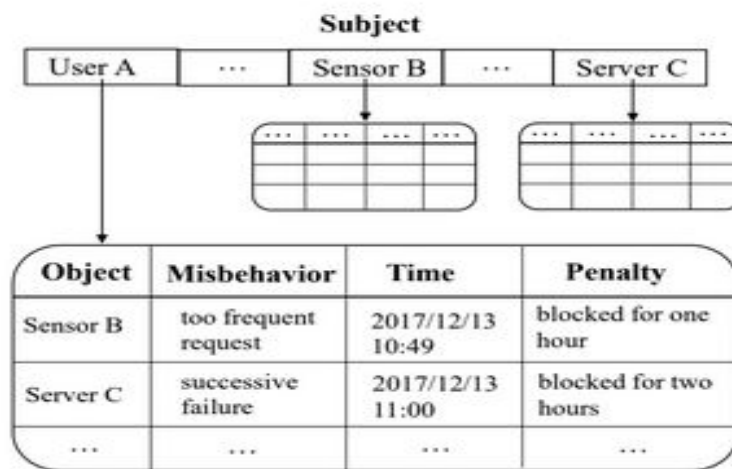 Subject
User A ... Sensor B ... Server C
... ... ... ...
... ... ... ...
Object Misbehavior Time Penalty
Sensor B
too frequent
request
2017/12/13
10:49
blocked for one
hour
Server C
successive
failure
2017/12/13
11:00
blocked for two
hours
... ... ... ...